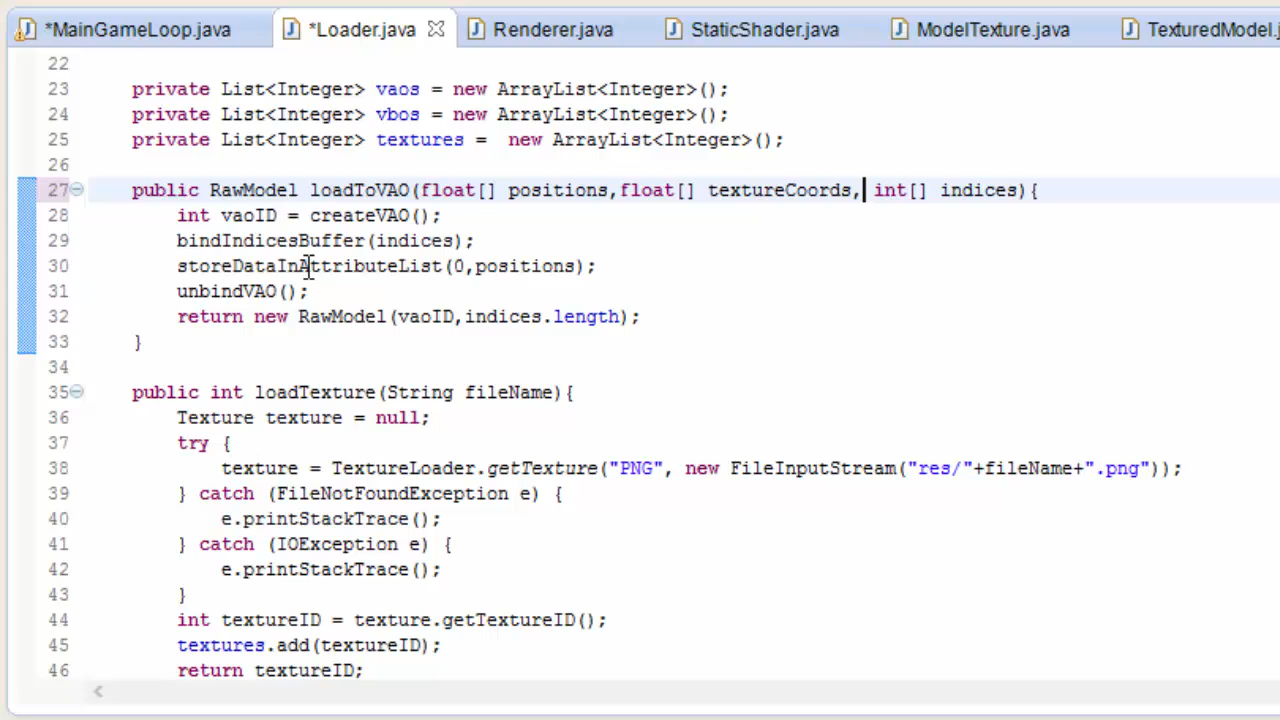 *MainGameLoop.java *Loader.java Renderer.java StaticShader.java ModelTexture.java TexturedModel.j
22
23 private List<Integer> vaos = new ArrayList<Integer>();
24 private List<Integer> vbos = new ArrayList<Integer>();
25 private List<Integer> textures =  new ArrayList<Integer>();
26
27 public RawModel loadToVAO(float[] positions,float[] textureCoords, int[] indices){
28 int vaoID = createVAO();
29 bindIndicesBuffer(indices);
30 storeDataInAttributeList(0,positions);
31 unbindVAO();
32 return new RawModel(vaoID,indices.length);
33 }
34
35 public int loadTexture(String fileName){
36 Texture texture = null;
37 try {
38 texture = TextureLoader.getTexture("PNG", new FileInputStream("res/"+fileName+".png"));
39 } catch (FileNotFoundException e) {
40 e.printStackTrace();
41 } catch (IOException e) {
42 e.printStackTrace();
43 }
44 int textureID = texture.getTextureID();
45 textures.add(textureID);
46 return textureID;